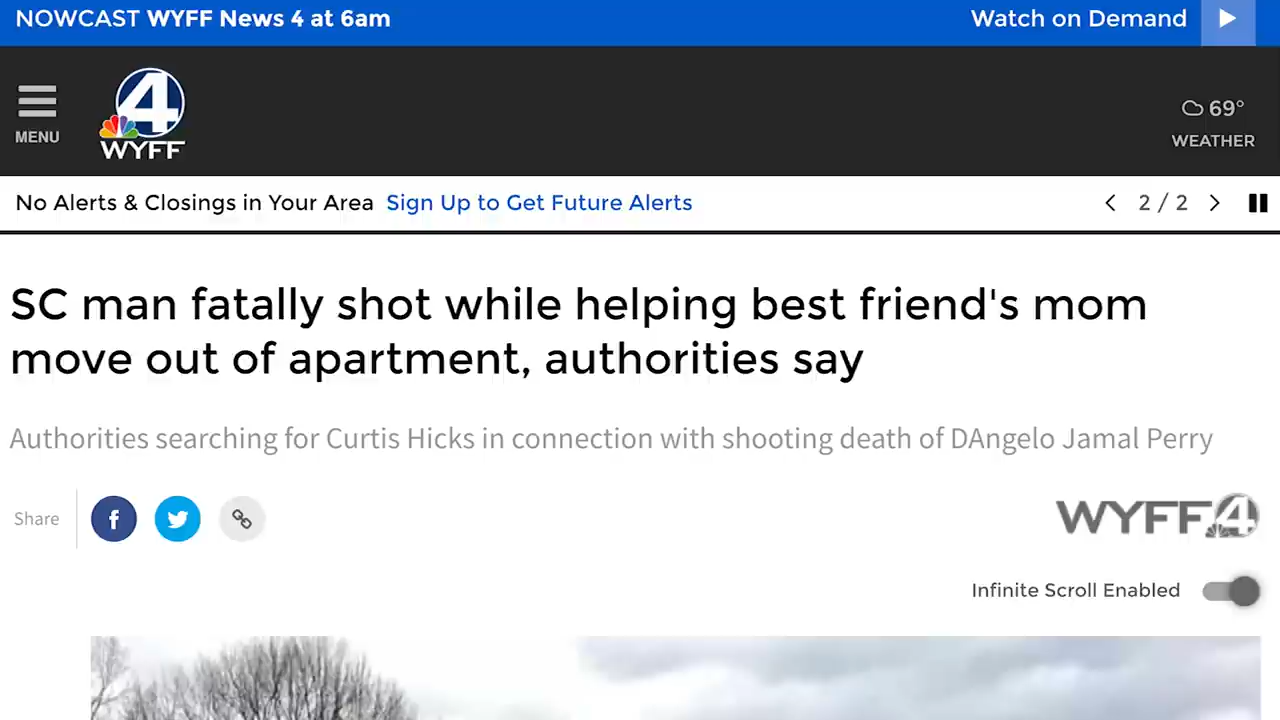 NOWCAST WYFF News 4 at 6am
Watch on Demand
MENU
4
WYFF
69°
WEATHER
No Alerts & Closings in Your Area Sign Up to Get Future Alerts
2 / 2
SC man fatally shot while helping best friend's mom
move out of apartment, authorities say
Authorities searching for Curtis Hicks in connection with shooting death of DAngelo Jamal Perry
Share
WYFF4
Infinite Scroll Enabled